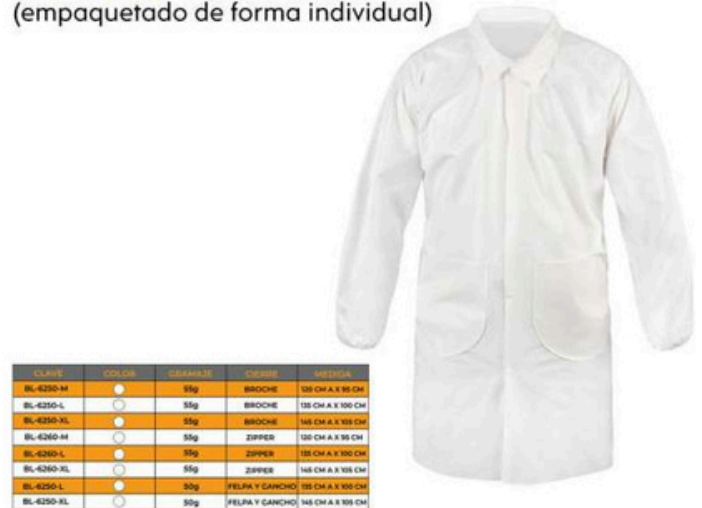 (empaquetado de forma individual)
CLAVE COLOR GRAMAJE CIERRE MEDIDA
BL-6250-M 55g BROCHE 120 CM A X 95 CM
BL-6250-L 55g BROCHE 135 CM A X 100 CM
BL-6250-XL 55g BROCHE 145 CM A X 105 CM
BL-6260-M 55g ZIPPER 120 CM A X 95 CM
BL-6260-L 55g ZIPPER 135 CM A X 100 CM
BL-6260-XL 55g ZIPPER 145 CM A X 105 CM
BL-6250-L 50g FELPA Y GANCHO 135 CM A X 100 CM
BL-6250-XL 50g FELPA Y GANCHO 145 CM A X 105 CM